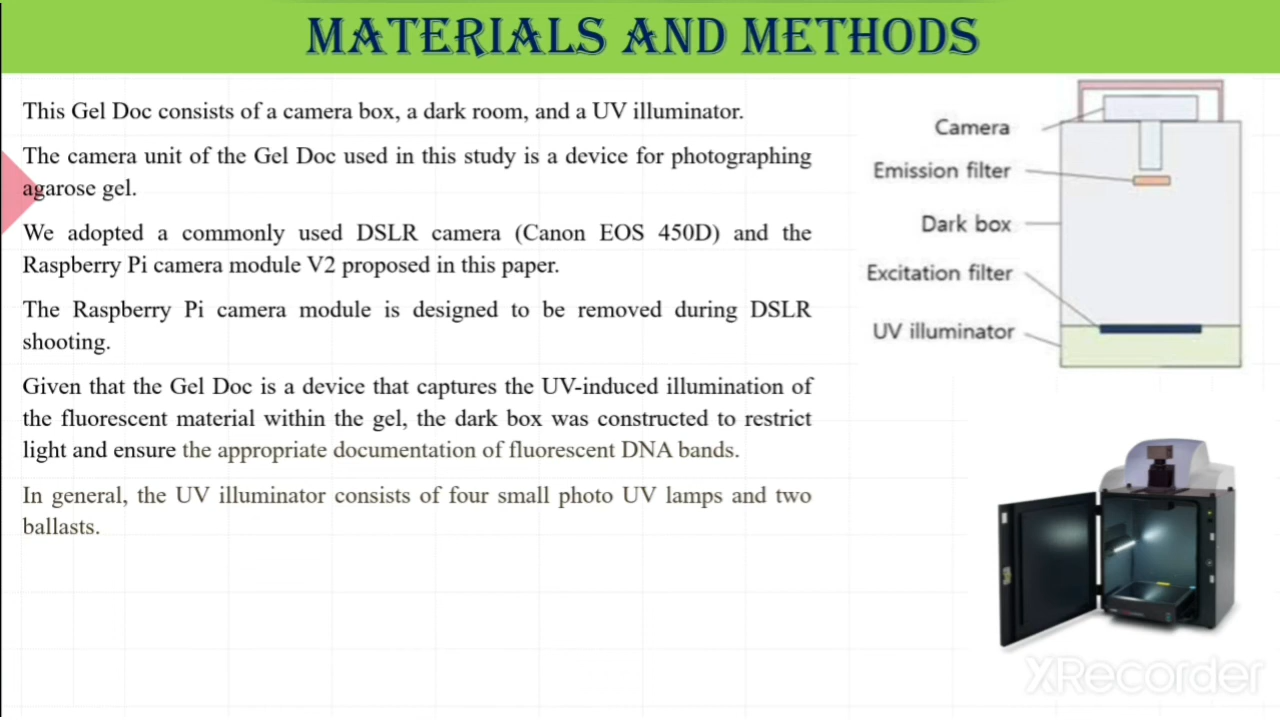 MATERIALS AND METHODS
This Gel Doc consists of a camera box, a dark room, and a UV illuminator.
The camera unit of the Gel Doc used in this study is a device for photographing
agarose gel.
We adopted a commonly used DSLR camera (Canon EOS 450D) and the
Raspberry Pi camera module V2 proposed in this paper.
The Raspberry Pi camera module is designed to be removed during DSLR
shooting.
Given that the Gel Doc is a device that captures the UV-induced illumination of
the fluorescent material within the gel, the dark box was constructed to restrict
light and ensure the appropriate documentation of fluorescent DNA bands.
In general, the UV illuminator consists of four small photo UV lamps and two
ballasts.
Camera
Emission filter
Dark box
Excitation filter
UV illuminator
XRecorder